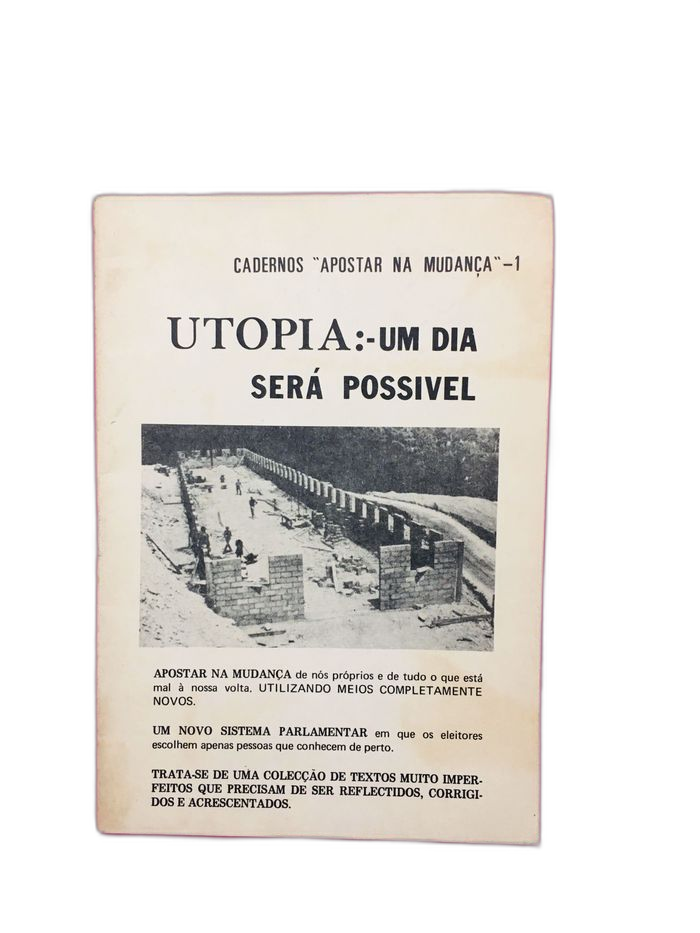 CADERNOS "APOSTAR NA MUDANÇA"–1
UTOPIA:-UM DIA
SERÁ POSSIVEL
APOSTAR NA MUDANÇA de nós próprios e de tudo o que está
mal à nossa volta. UTILIZANDO MEIOS COMPLETAMENTE
NOVOS.
UM NOVO SISTEMA PARLAMENTAR em que os eleitores
escolhem apenas pessoas que conhecem de perto.
TRATA-SE DE UMA COLECÇÃO DE TEXTOS MUITO IMPER-
FEITOS QUE PRECISAM DE SER REFLECTIDOS, CORRIGI-
DOS E ACRESCENTADOS.